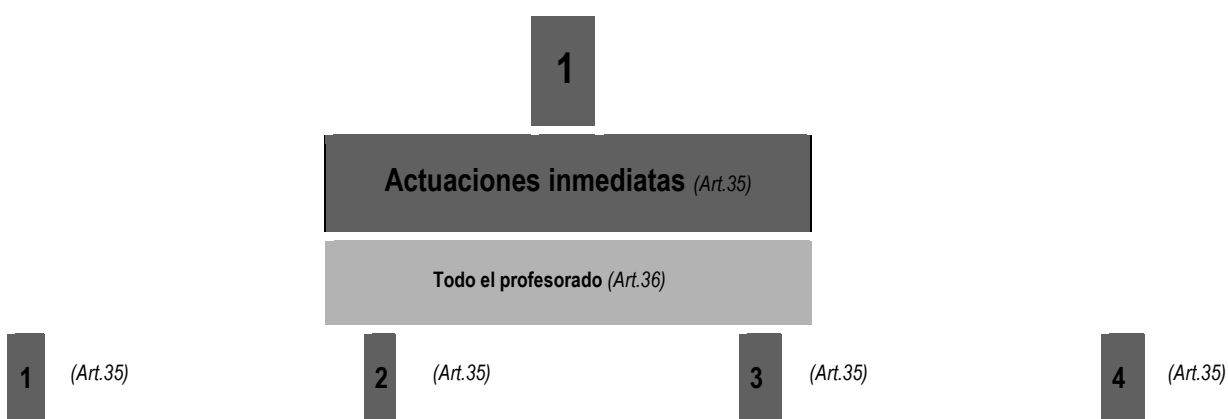 1
Actuaciones inmediatas (Art.35)
Todo el profesorado (Art.36)
1 (Art.35) 2 (Art.35) 3 (Art.35) 4 (Art.35)